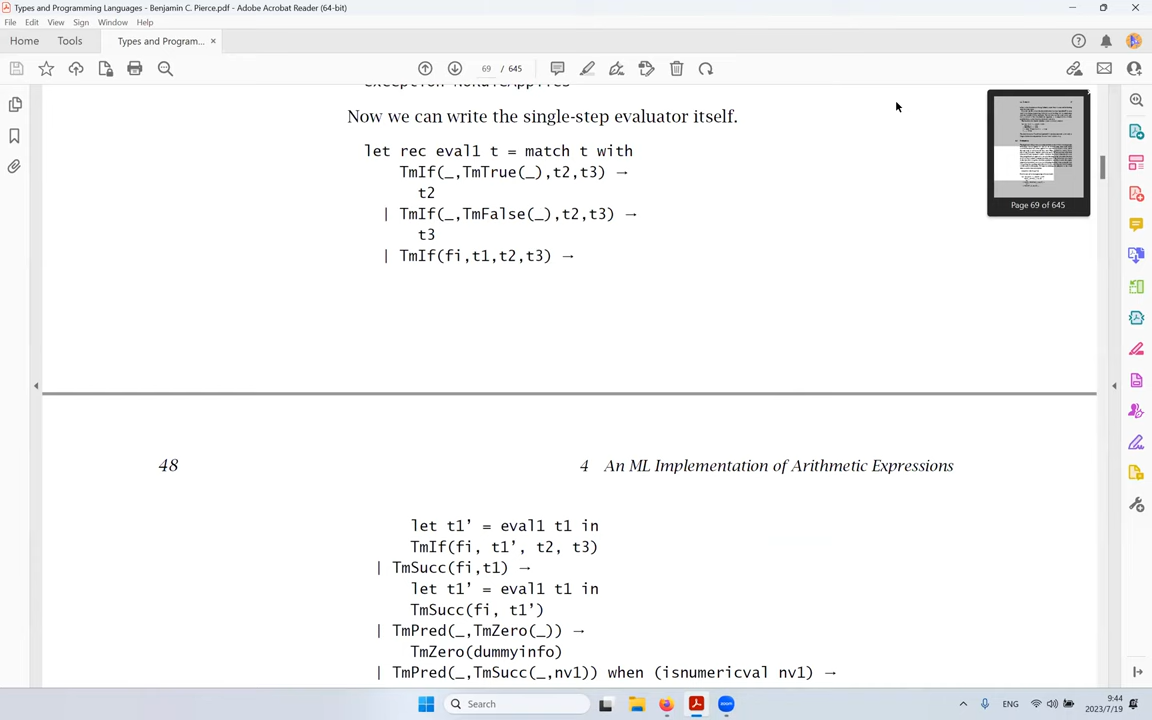 Types and Programming Languages - Benjamin C. Pierce.pdf - Adobe Acrobat Reader (64-bit)
File Edit View Sign Window Help
Home Tools Types and Program... ×
69 / 645
Now we can write the single-step evaluator itself.
let rec eval1 t = match t with
TmIf(_,TmTrue(_),t2,t3) →
t2
| TmIf(_,TmFalse(_),t2,t3) →
t3
| TmIf(fi,t1,t2,t3) →
Page 69 of 645
48 4 An ML Implementation of Arithmetic Expressions
let t1’ = eval1 t1 in
TmIf(fi, t1’, t2, t3)
| TmSucc(fi,t1) →
let t1’ = eval1 t1 in
TmSucc(fi, t1’)
| TmPred(_,TmZero(_)) →
TmZero(dummyinfo)
| TmPred(_,TmSucc(_,nv1)) when (isnumericval nv1) →
Search
zoom
ENG
9:44
2023/7/19